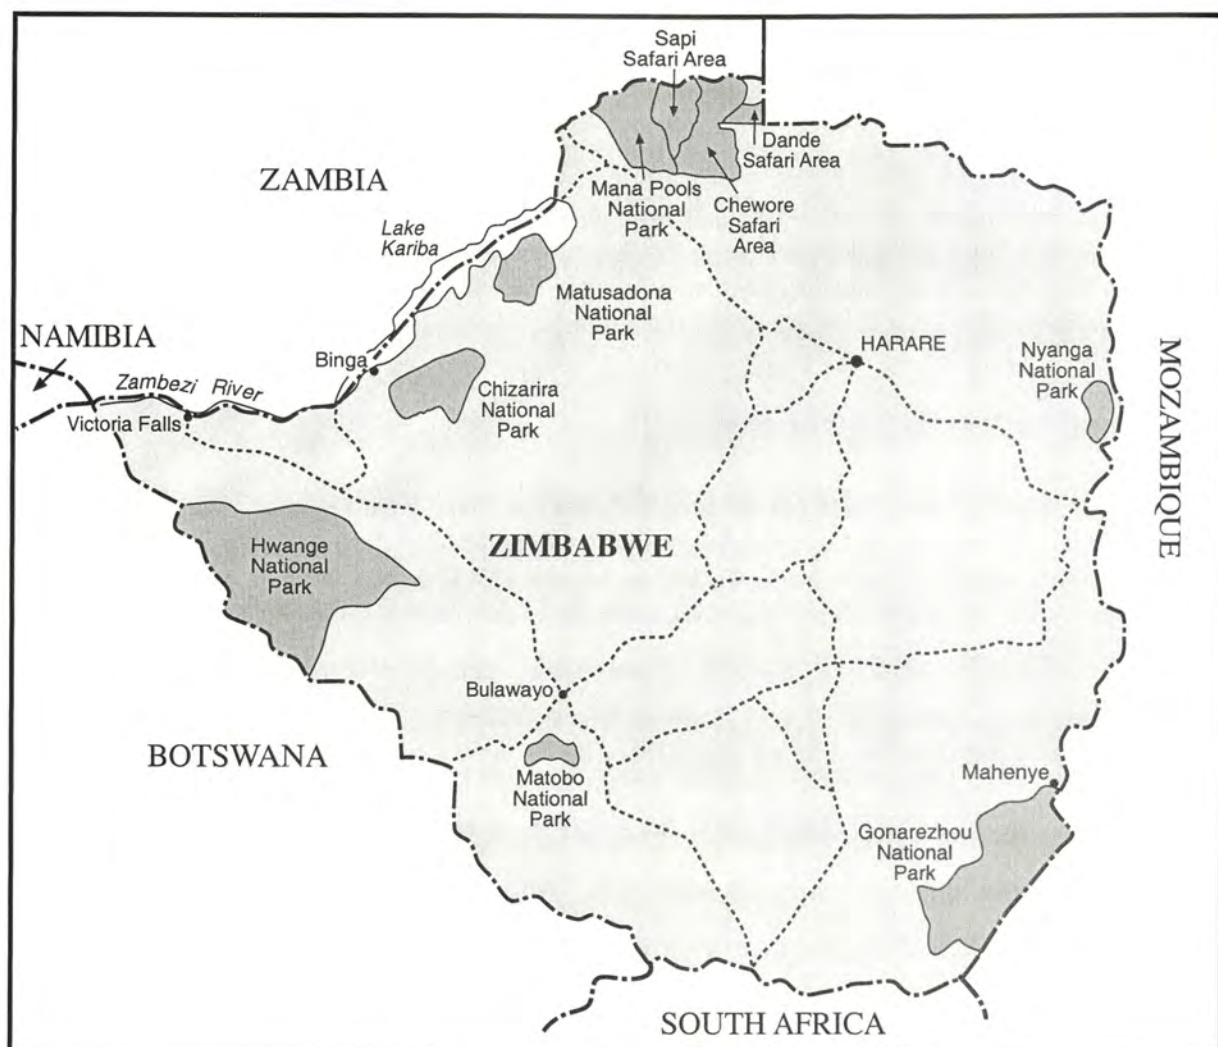 Sapi
Safari Area
Dande
Safari Area
ZAMBIA
Mana Pools
National
Park
Chewore
Safari
Area
Lake
Kariba
Matusadona
National
Park
NAMIBIA
Binga
HARARE
Nyanga
National
Park
MOZAMBIQUE
Zambezi River
Chizarira
National
Park
Victoria Falls
Hwange
National
Park
ZIMBABWE
Bulawayo
BOTSWANA
Matobo
National
Park
Mahenye
Gonarezhou
National
Park
SOUTH AFRICA